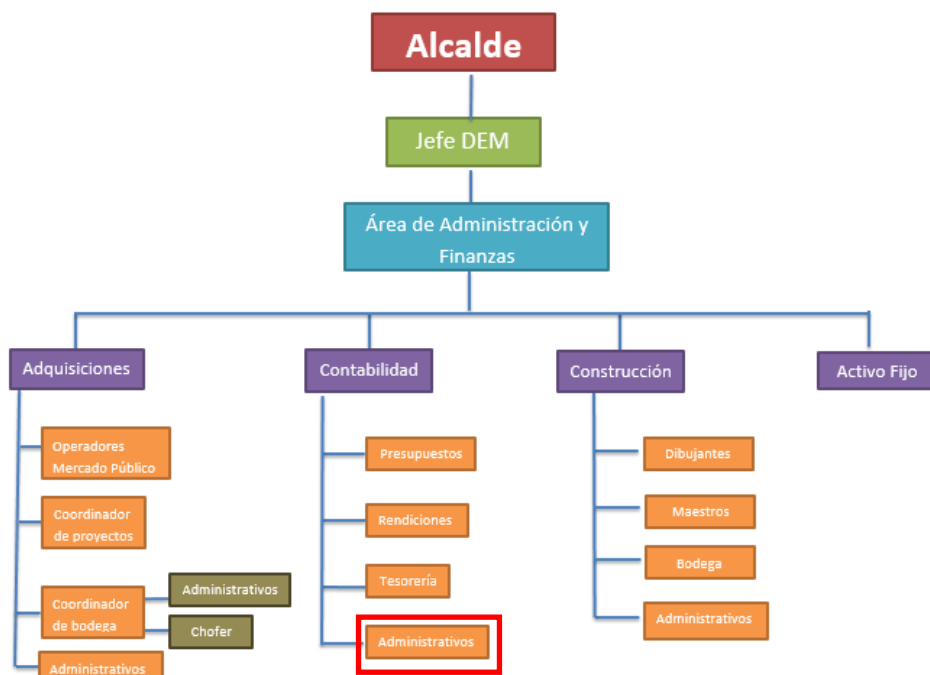 Alcalde
Jefe DEM
Área de Administración y
Finanzas
Adquisiciones
Contabilidad
Construcción
Activo Fijo
Operadores
Mercado Público
Coordinador
de proyectos
Coordinador
de bodega
Administrativos
Chofer
Administrativos
Presupuestos
Rendiciones
Tesorería
Administrativos
Dibujantes
Maestros
Bodega
Administrativos